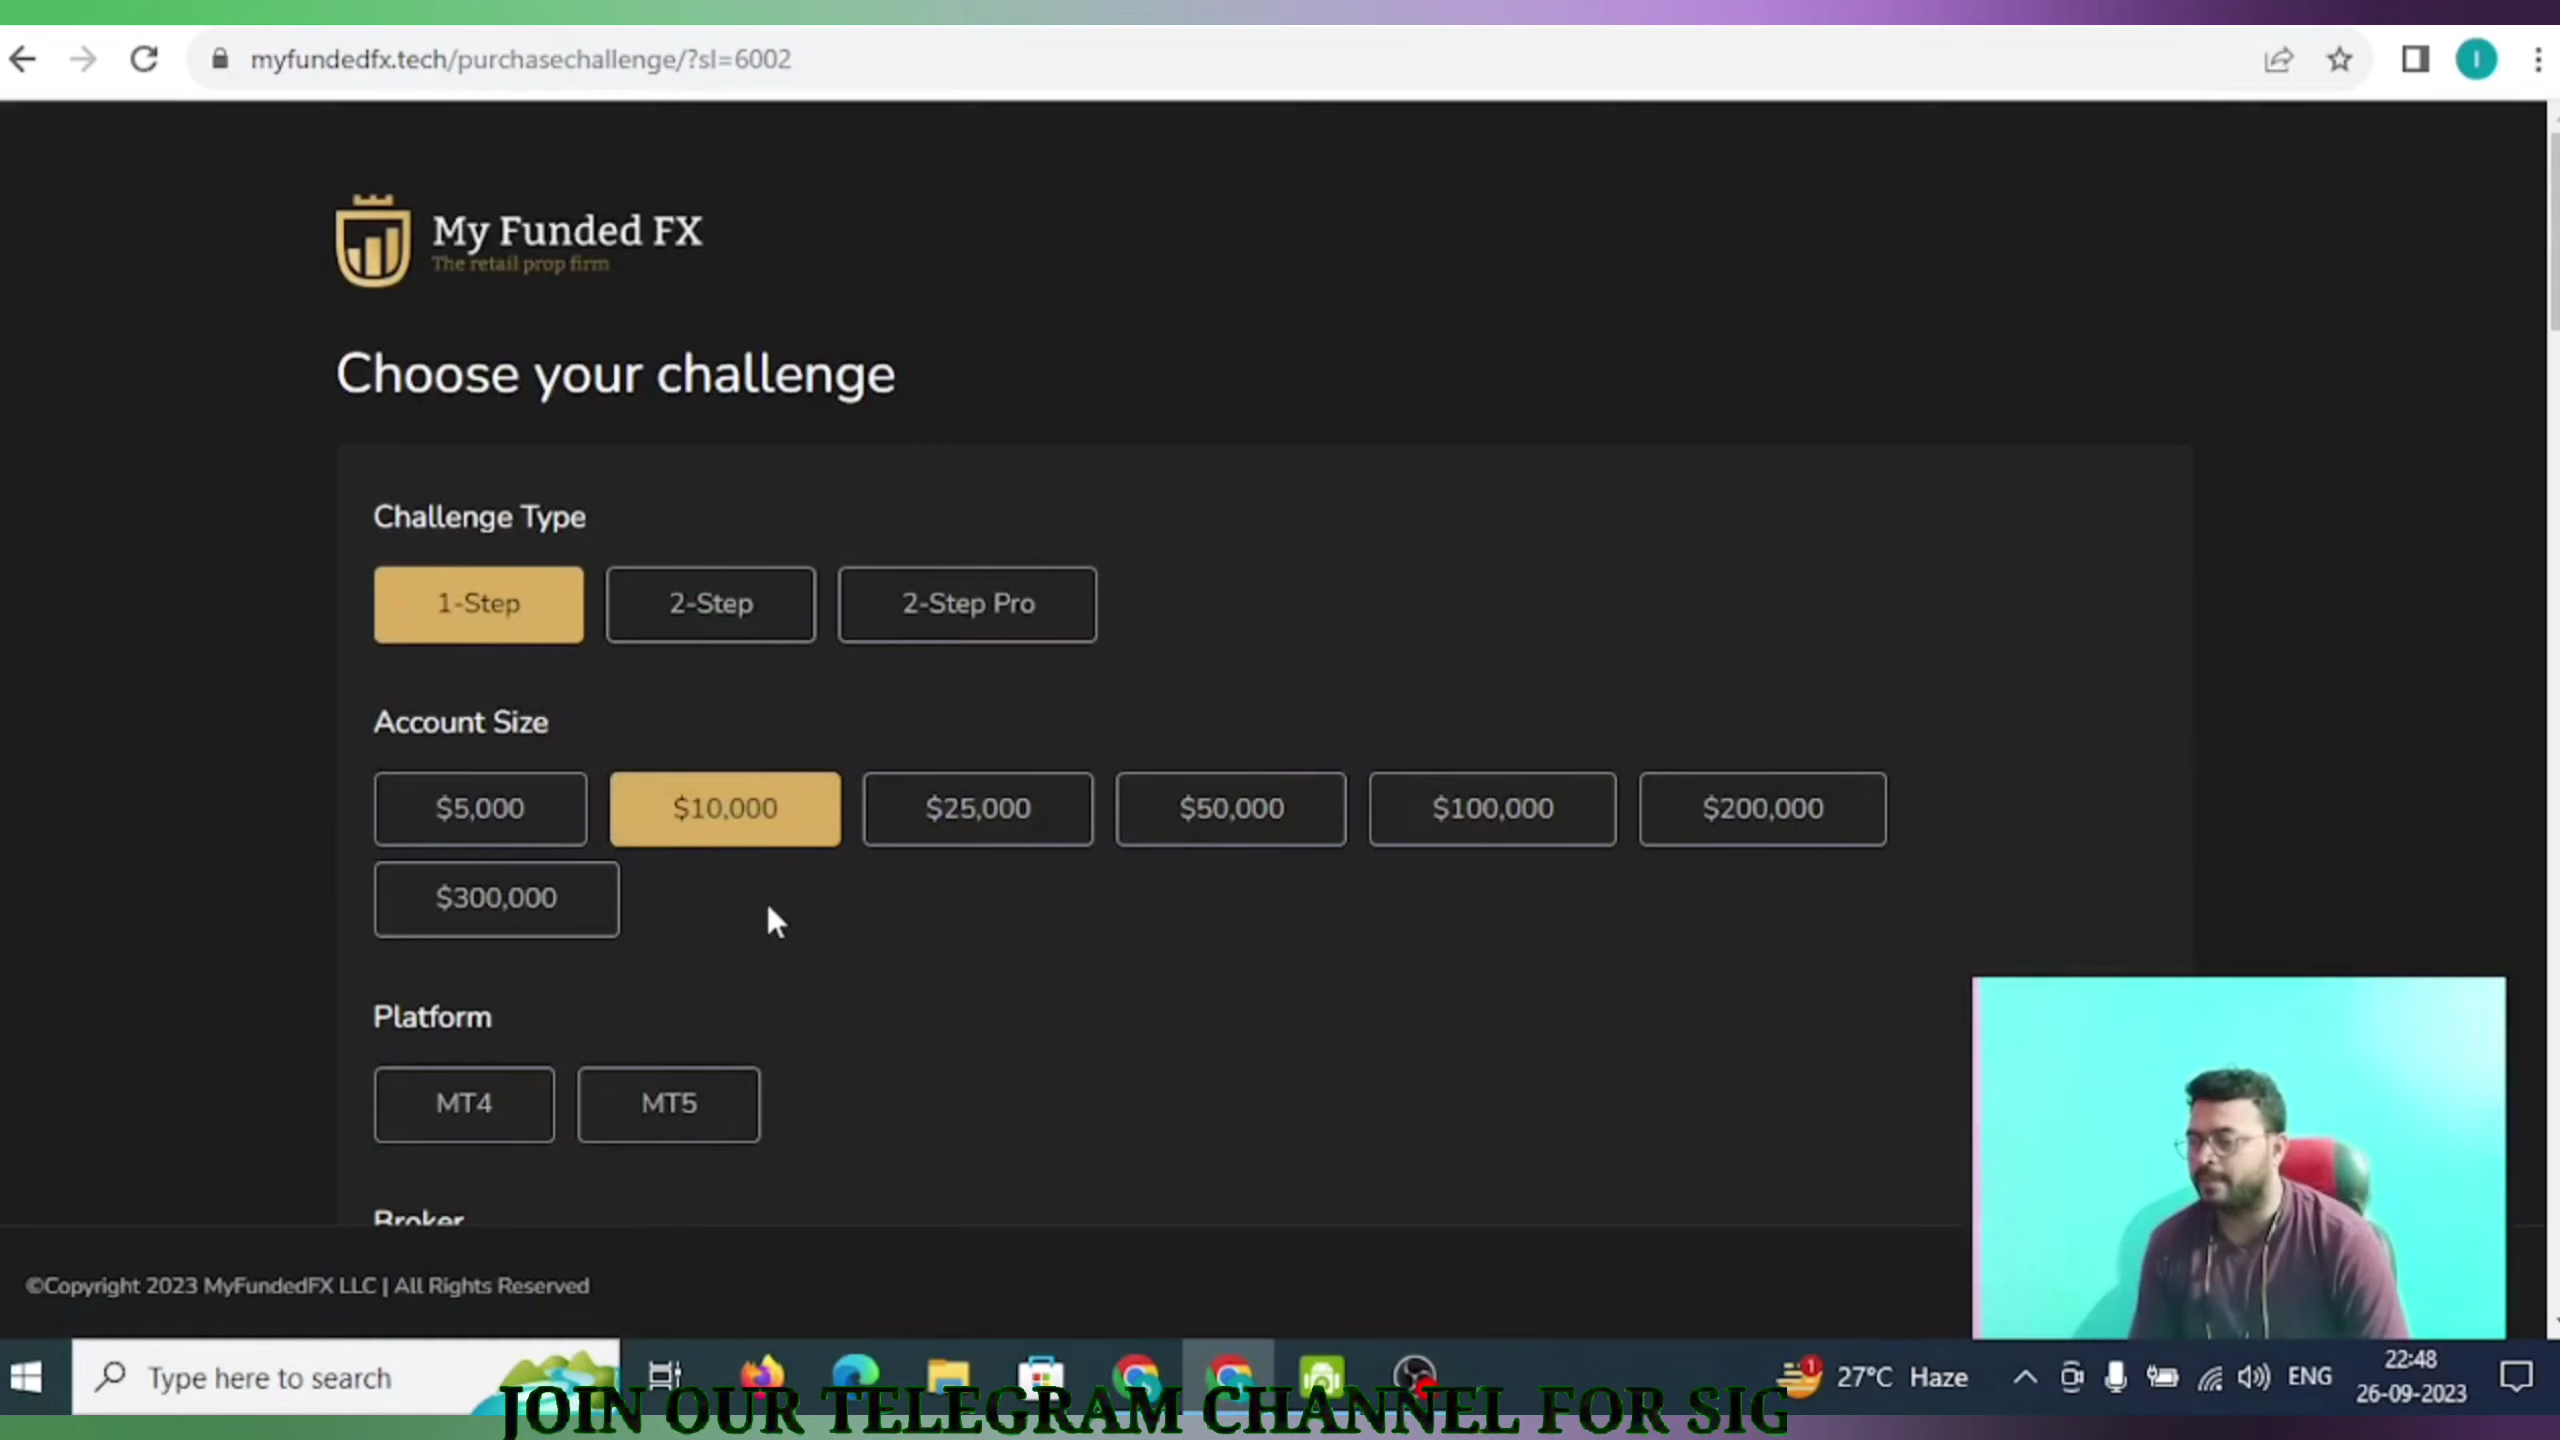 myfundedfx.tech/purchasechallenge/?sl=6002
I
My Funded FX
The retail prop firm
Choose your challenge
Challenge Type
1-Step 2-Step 2-Step Pro
Account Size
$5,000 $10,000 $25,000 $50,000 $100,000 $200,000
$300,000
Platform
MT4 MT5
Broker
©Copyright 2023 MyFundedFX LLC | All Rights Reserved
Type here to search
1
27°C Haze
ENG
22:48
26-09-2023
JOIN OUR TELEGRAM CHANNEL FOR SIG